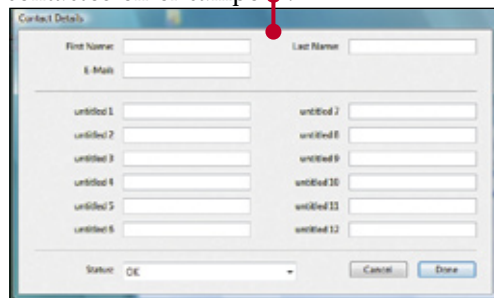 Contact Details
First Name: Last Name:
E-Mail:
untitled 1 untitled 7
untitled 2 untitled 8
untitled 3 untitled 9
untitled 4 untitled 10
untitled 5 untitled 11
untitled 6 untitled 12
Status: OK Cancel Done